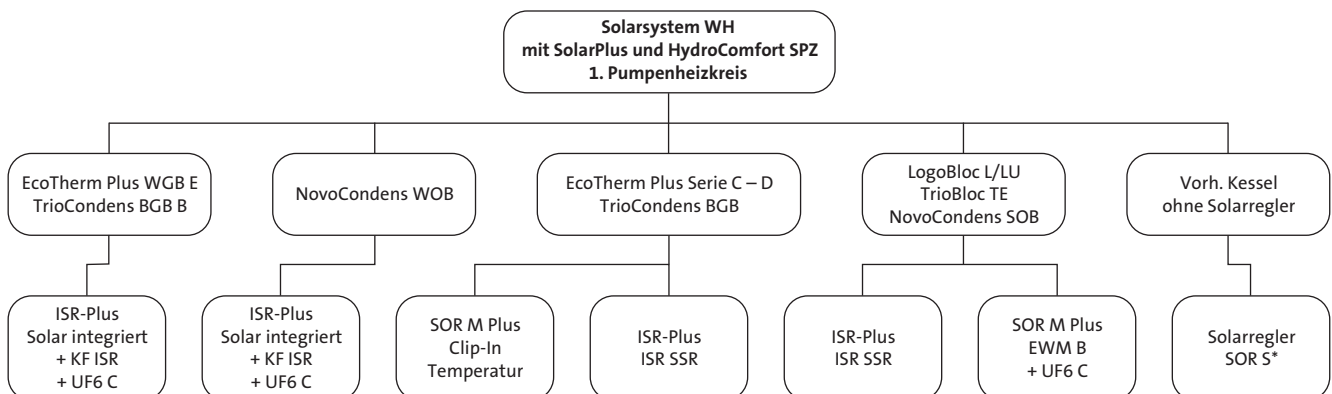 Solarsystem WH
mit SolarPlus und HydroComfort SPZ
1. Pumpenheizkreis
EcoTherm Plus WGB E
TrioCondens BGB B
NovoCondens WOB
EcoTherm Plus Serie C – D
TrioCondens BGB
LogoBloc L/LU
TrioBloc TE
NovoCondens SOB
Vorh. Kessel
ohne Solarregler
ISR-Plus
Solar integriert
+ KF ISR
+ UF6 C
ISR-Plus
Solar integriert
+ KF ISR
+ UF6 C
SOR M Plus
Clip-In
Temperatur
ISR-Plus
ISR SSR
ISR-Plus
ISR SSR
SOR M Plus
EWM B
+ UF6 C
Solarregler
SOR S*